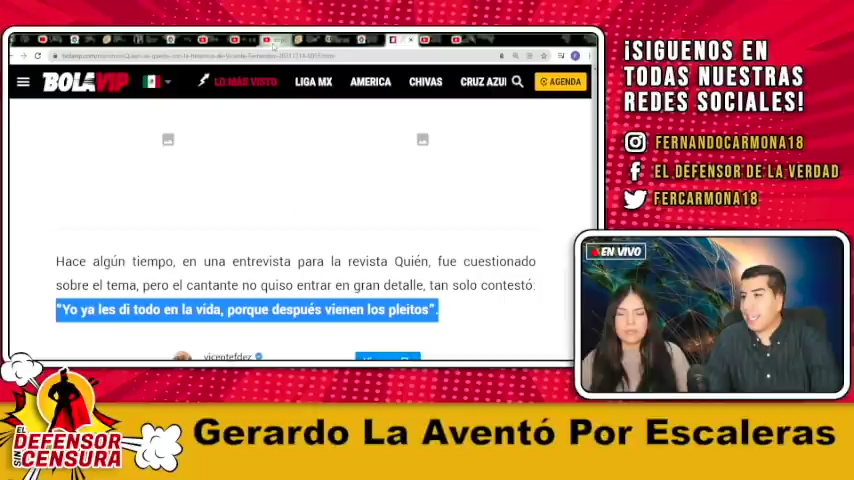 BOLAVIP
LO MÁS VISTO
LIGA MX
AMERICA
CHIVAS
CRUZ AZUL
AGENDA
Hace algún tiempo, en una entrevista para la revista Quién, fue cuestionado
sobre el tema, pero el cantante no quiso entrar en gran detalle, tan solo contestó:
"Yo ya les di todo en la vida, porque después vienen los pleitos".
vicentefdez
¡SIGUENOS EN
TODAS NUESTRAS
REDES SOCIALES!
FERNANDOCARMONA18
EL DEFENSOR DE LA VERDAD
FERCARMONA18
EN VIVO
EL
DEFENSOR
SIN
CENSURA
Gerardo La Aventó Por Escaleras